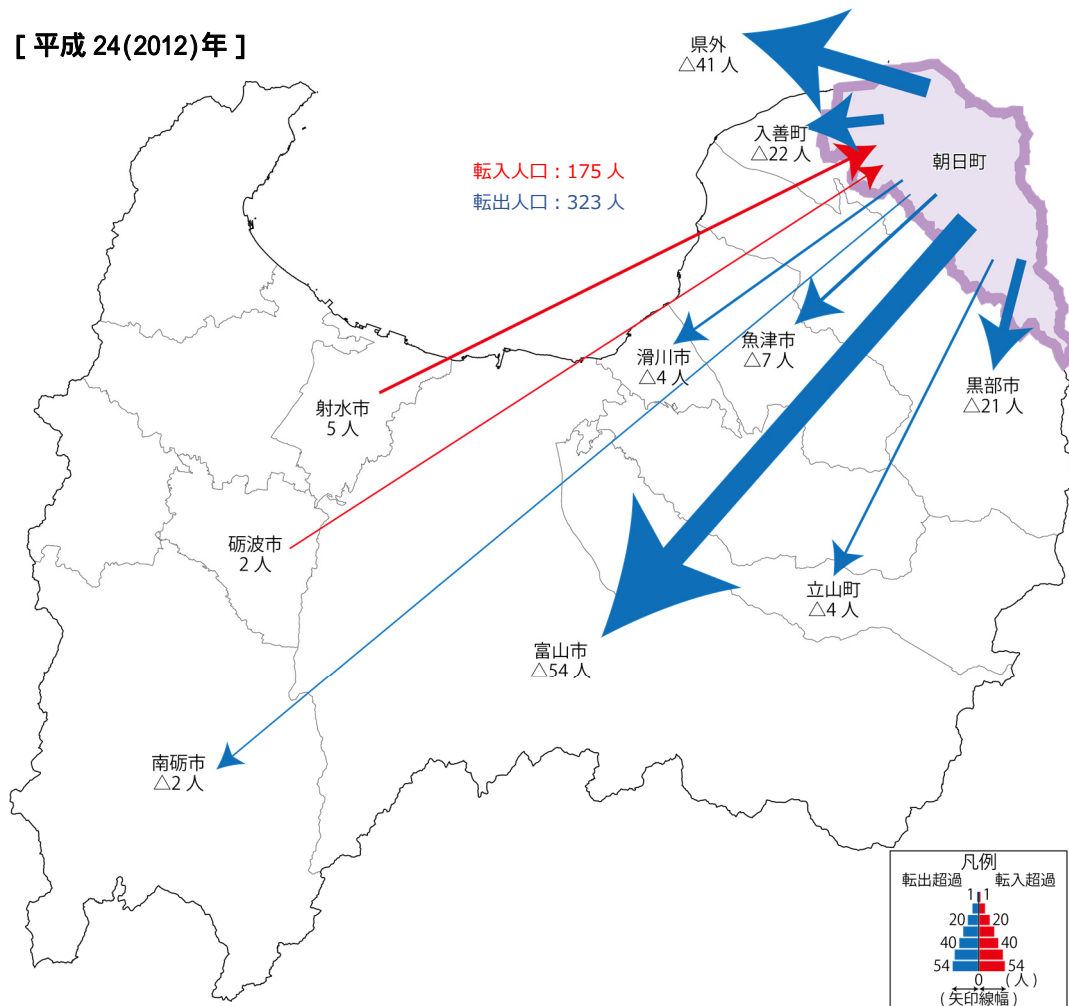 [ 平成 24(2012)年 ]
県外
△41 人
入善町
△22 人
朝日町
転入人口：175 人
転出人口：323 人
魚津市
△7 人
滑川市
△4 人
黒部市
△21 人
射水市
5 人
砺波市
2 人
立山町
△4 人
富山市
△54 人
南砺市
△2 人
凡例
転出超過 転入超過
1 1
20 20
40 40
54 54
0 (人)
(矢印線幅)